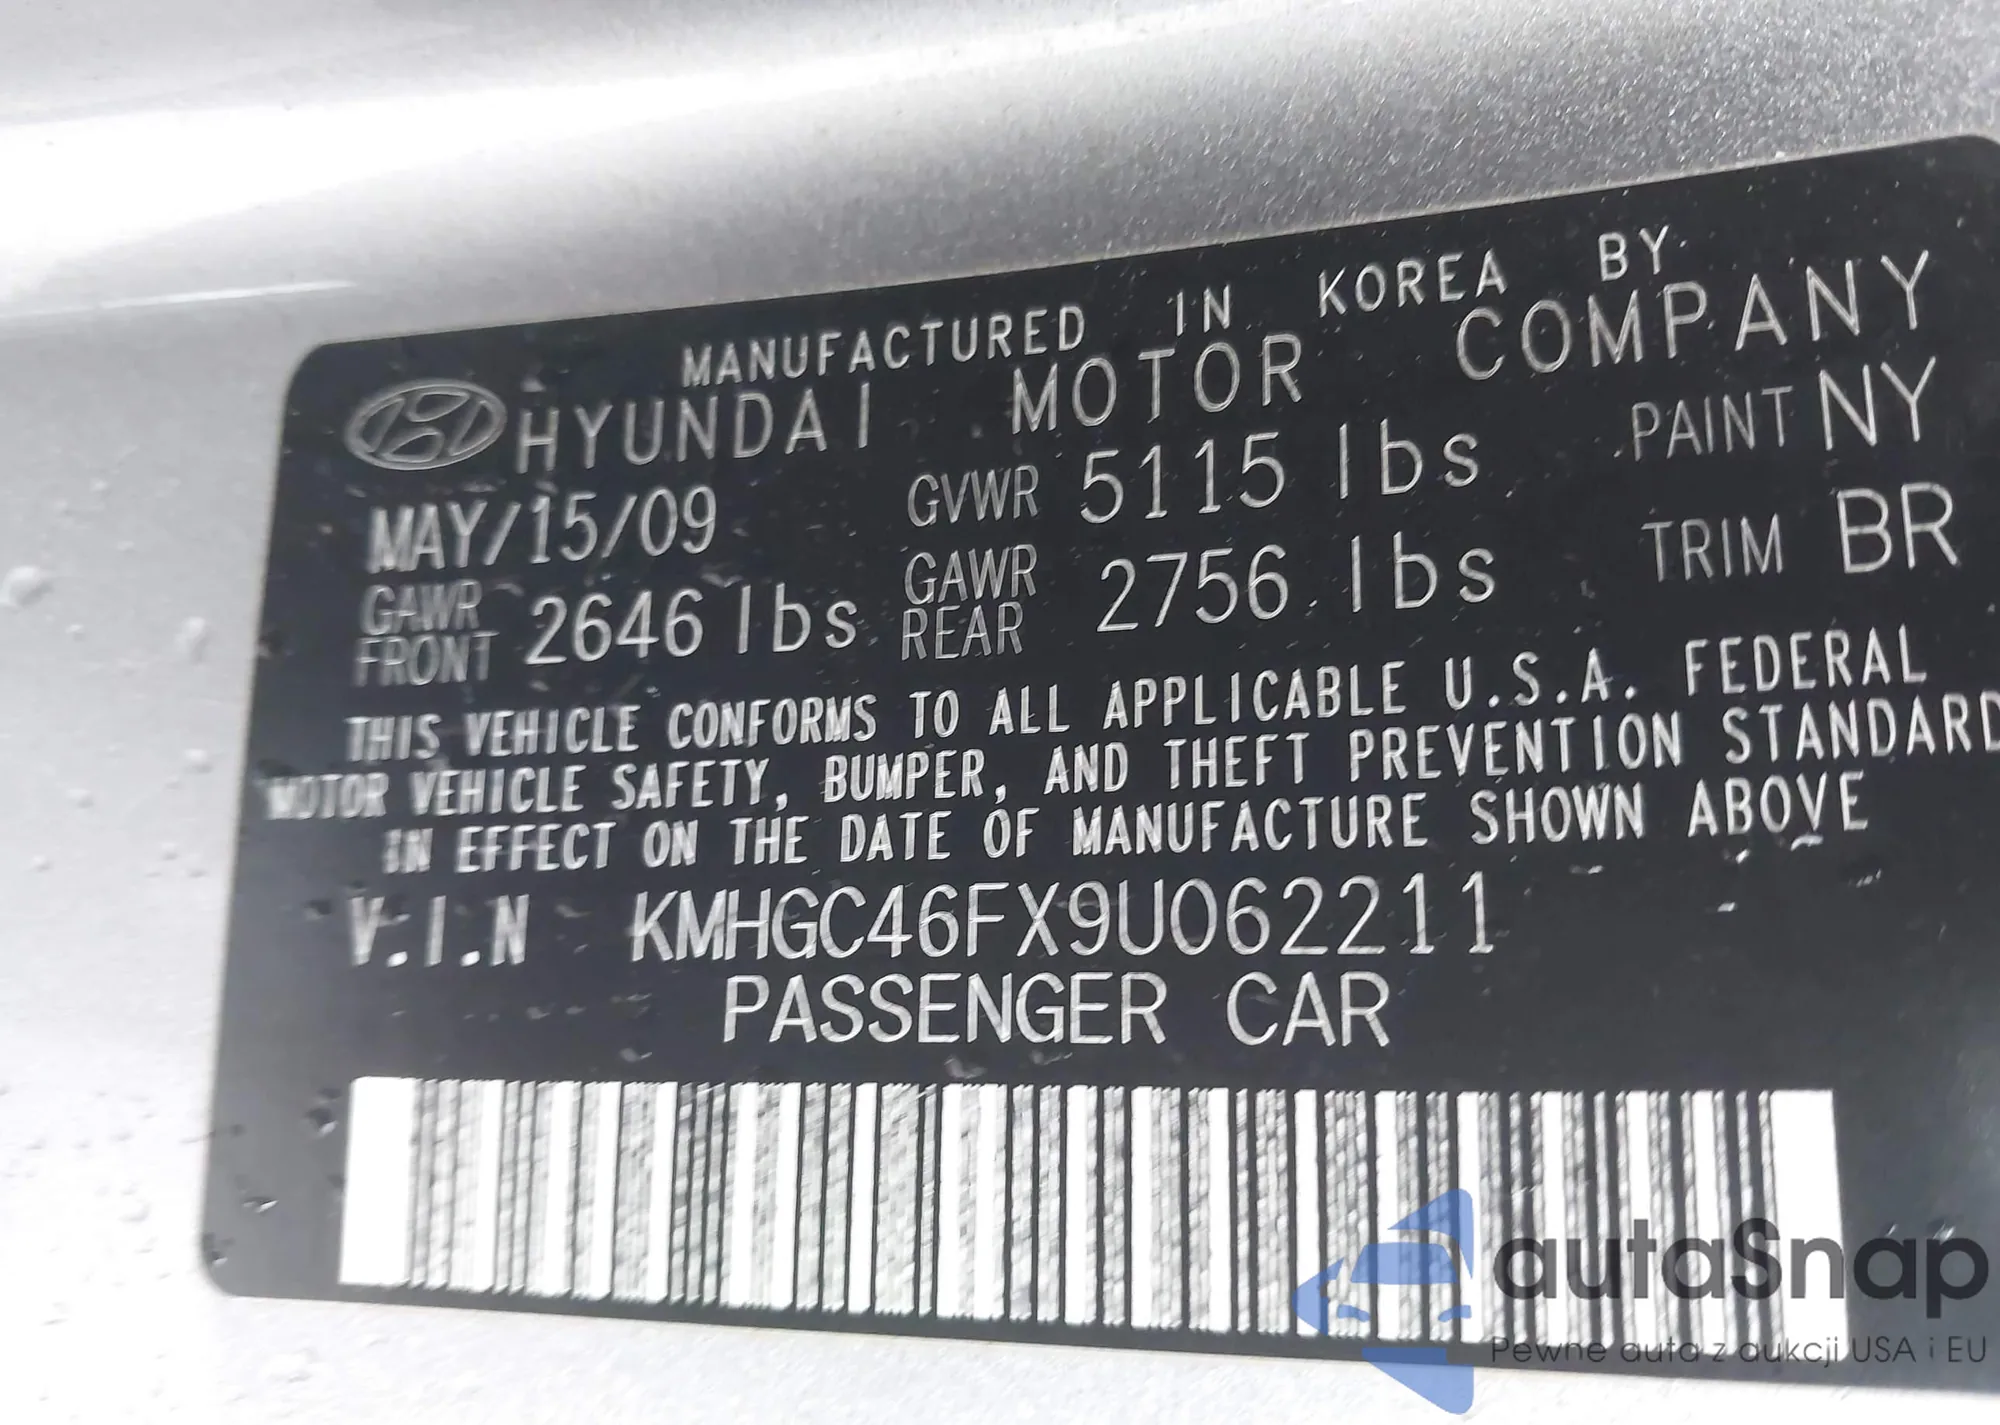 MANUFACTURED IN KOREA BY
HYUNDAI MOTOR COMPANY
MAY/15/09 GVWR 5115 lbs PAINT NY
GAWR FRONT 2646 lbs GAWR REAR 2756 lbs TRIM BR
THIS VEHICLE CONFORMS TO ALL APPLICABLE U.S.A. FEDERAL
MOTOR VEHICLE SAFETY, BUMPER, AND THEFT PREVENTION STANDARD
IN EFFECT ON THE DATE OF MANUFACTURE SHOWN ABOVE
V.I.N KMHGC46FX9U062211
PASSENGER CAR
autaSnap
Pewne auta z aukcji USA i EU